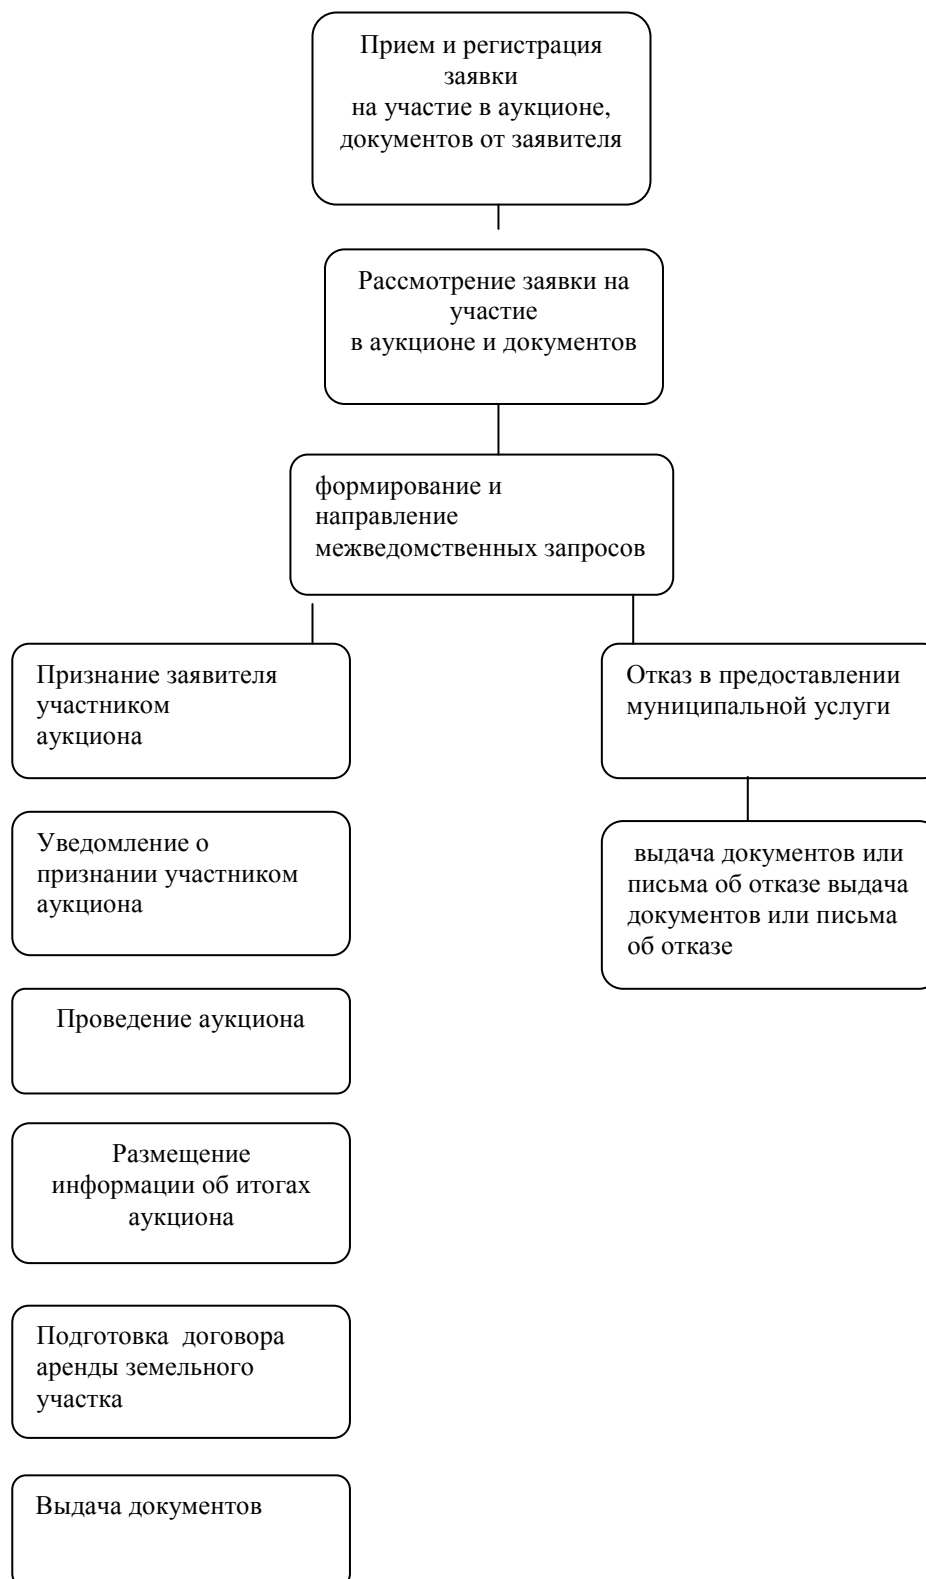 Прием и регистрация
заявки
на участие в аукционе,
документов от заявителя
Рассмотрение заявки на
участие
в аукционе и документов
формирование и
направление
межведомственных запросов
Признание заявителя
участником
аукциона
Уведомление о
признании участником
аукциона
Проведение аукциона
Размещение
информации об итогах
аукциона
Подготовка  договора
аренды земельного
участка
Выдача документов
Отказ в предоставлении
муниципальной услуги
выдача документов или
письма об отказе выдача
документов или письма
об отказе